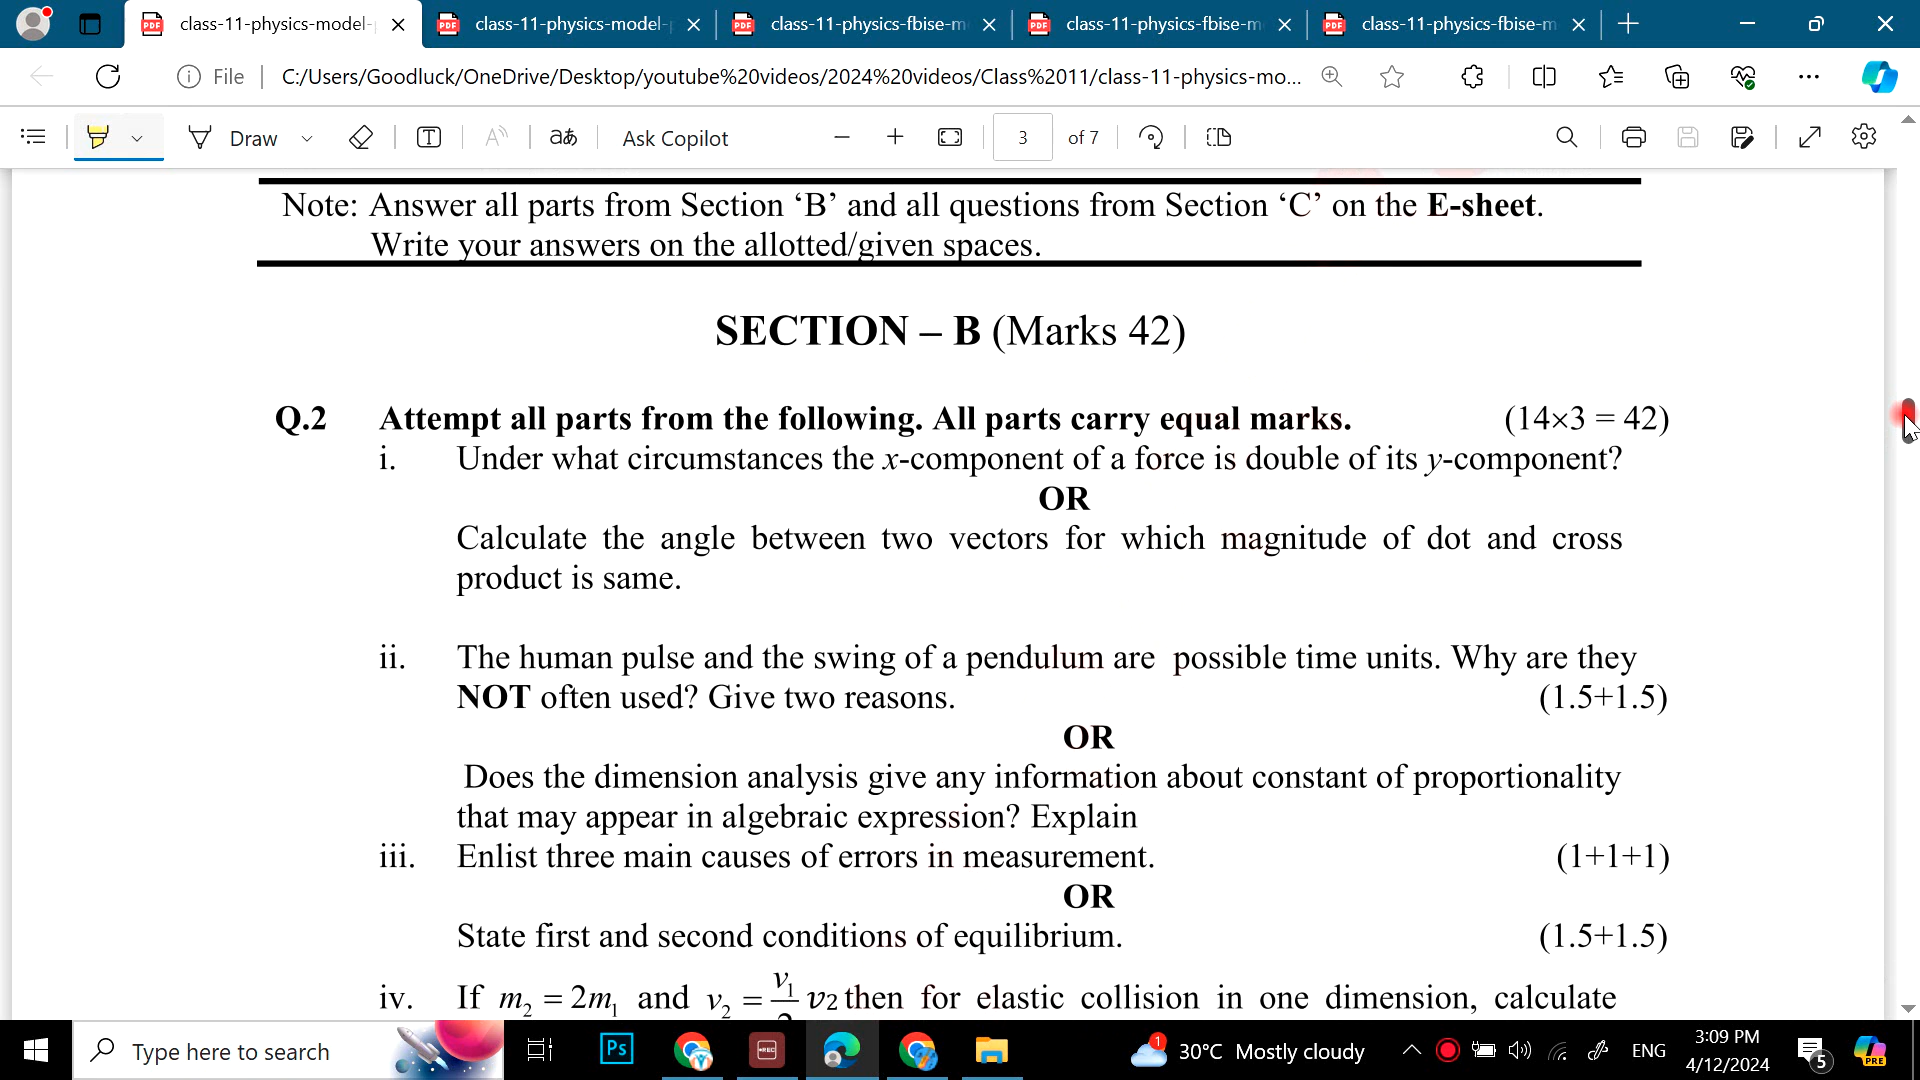 class-11-physics-model-
class-11-physics-model-
class-11-physics-fbise-m
class-11-physics-fbise-m
class-11-physics-fbise-m
File
C:/Users/Goodluck/OneDrive/Desktop/youtube%20videos/2024%20videos/Class%2011/class-11-physics-mo...
Draw
Ask Copilot
3 of 7
Note: Answer all parts from Section ‘B’ and all questions from Section ‘C’ on the E-sheet.
Write your answers on the allotted/given spaces.
SECTION – B (Marks 42)
Q.2 Attempt all parts from the following. All parts carry equal marks. (14×3 = 42)
i. Under what circumstances the x-component of a force is double of its y-component?
OR
Calculate the angle between two vectors for which magnitude of dot and cross
product is same.
ii. The human pulse and the swing of a pendulum are possible time units. Why are they
NOT often used? Give two reasons. (1.5+1.5)
OR
Does the dimension analysis give any information about constant of proportionality
that may appear in algebraic expression? Explain
iii. Enlist three main causes of errors in measurement. (1+1+1)
OR
State first and second conditions of equilibrium. (1.5+1.5)
iv. If m₂ = 2m₁ and v₂ = v₁/2 v2 then for elastic collision in one dimension, calculate
Type here to search
Ps
REC
1
30°C Mostly cloudy
ENG
3:09 PM
4/12/2024
5
PRE